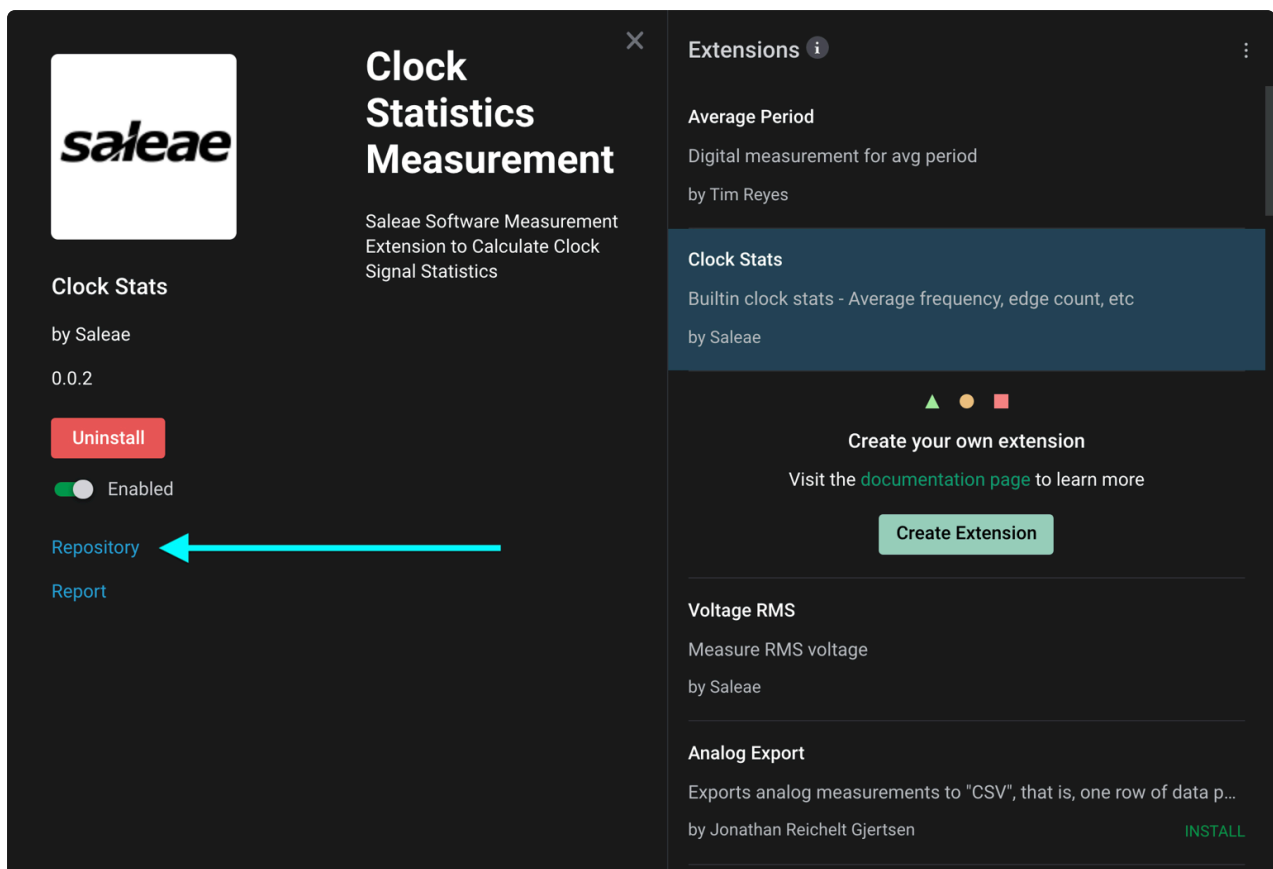 saleae
Clock
Statistics
Measurement
Saleae Software Measurement
Extension to Calculate Clock
Signal Statistics
Clock Stats
by Saleae
0.0.2
Uninstall
Enabled
Repository
Report
Extensions i
Average Period
Digital measurement for avg period
by Tim Reyes
Clock Stats
Builtin clock stats - Average frequency, edge count, etc
by Saleae
Create your own extension
Visit the documentation page to learn more
Create Extension
Voltage RMS
Measure RMS voltage
by Saleae
Analog Export
Exports analog measurements to "CSV", that is, one row of data p...
by Jonathan Reichelt Gjertsen
INSTALL